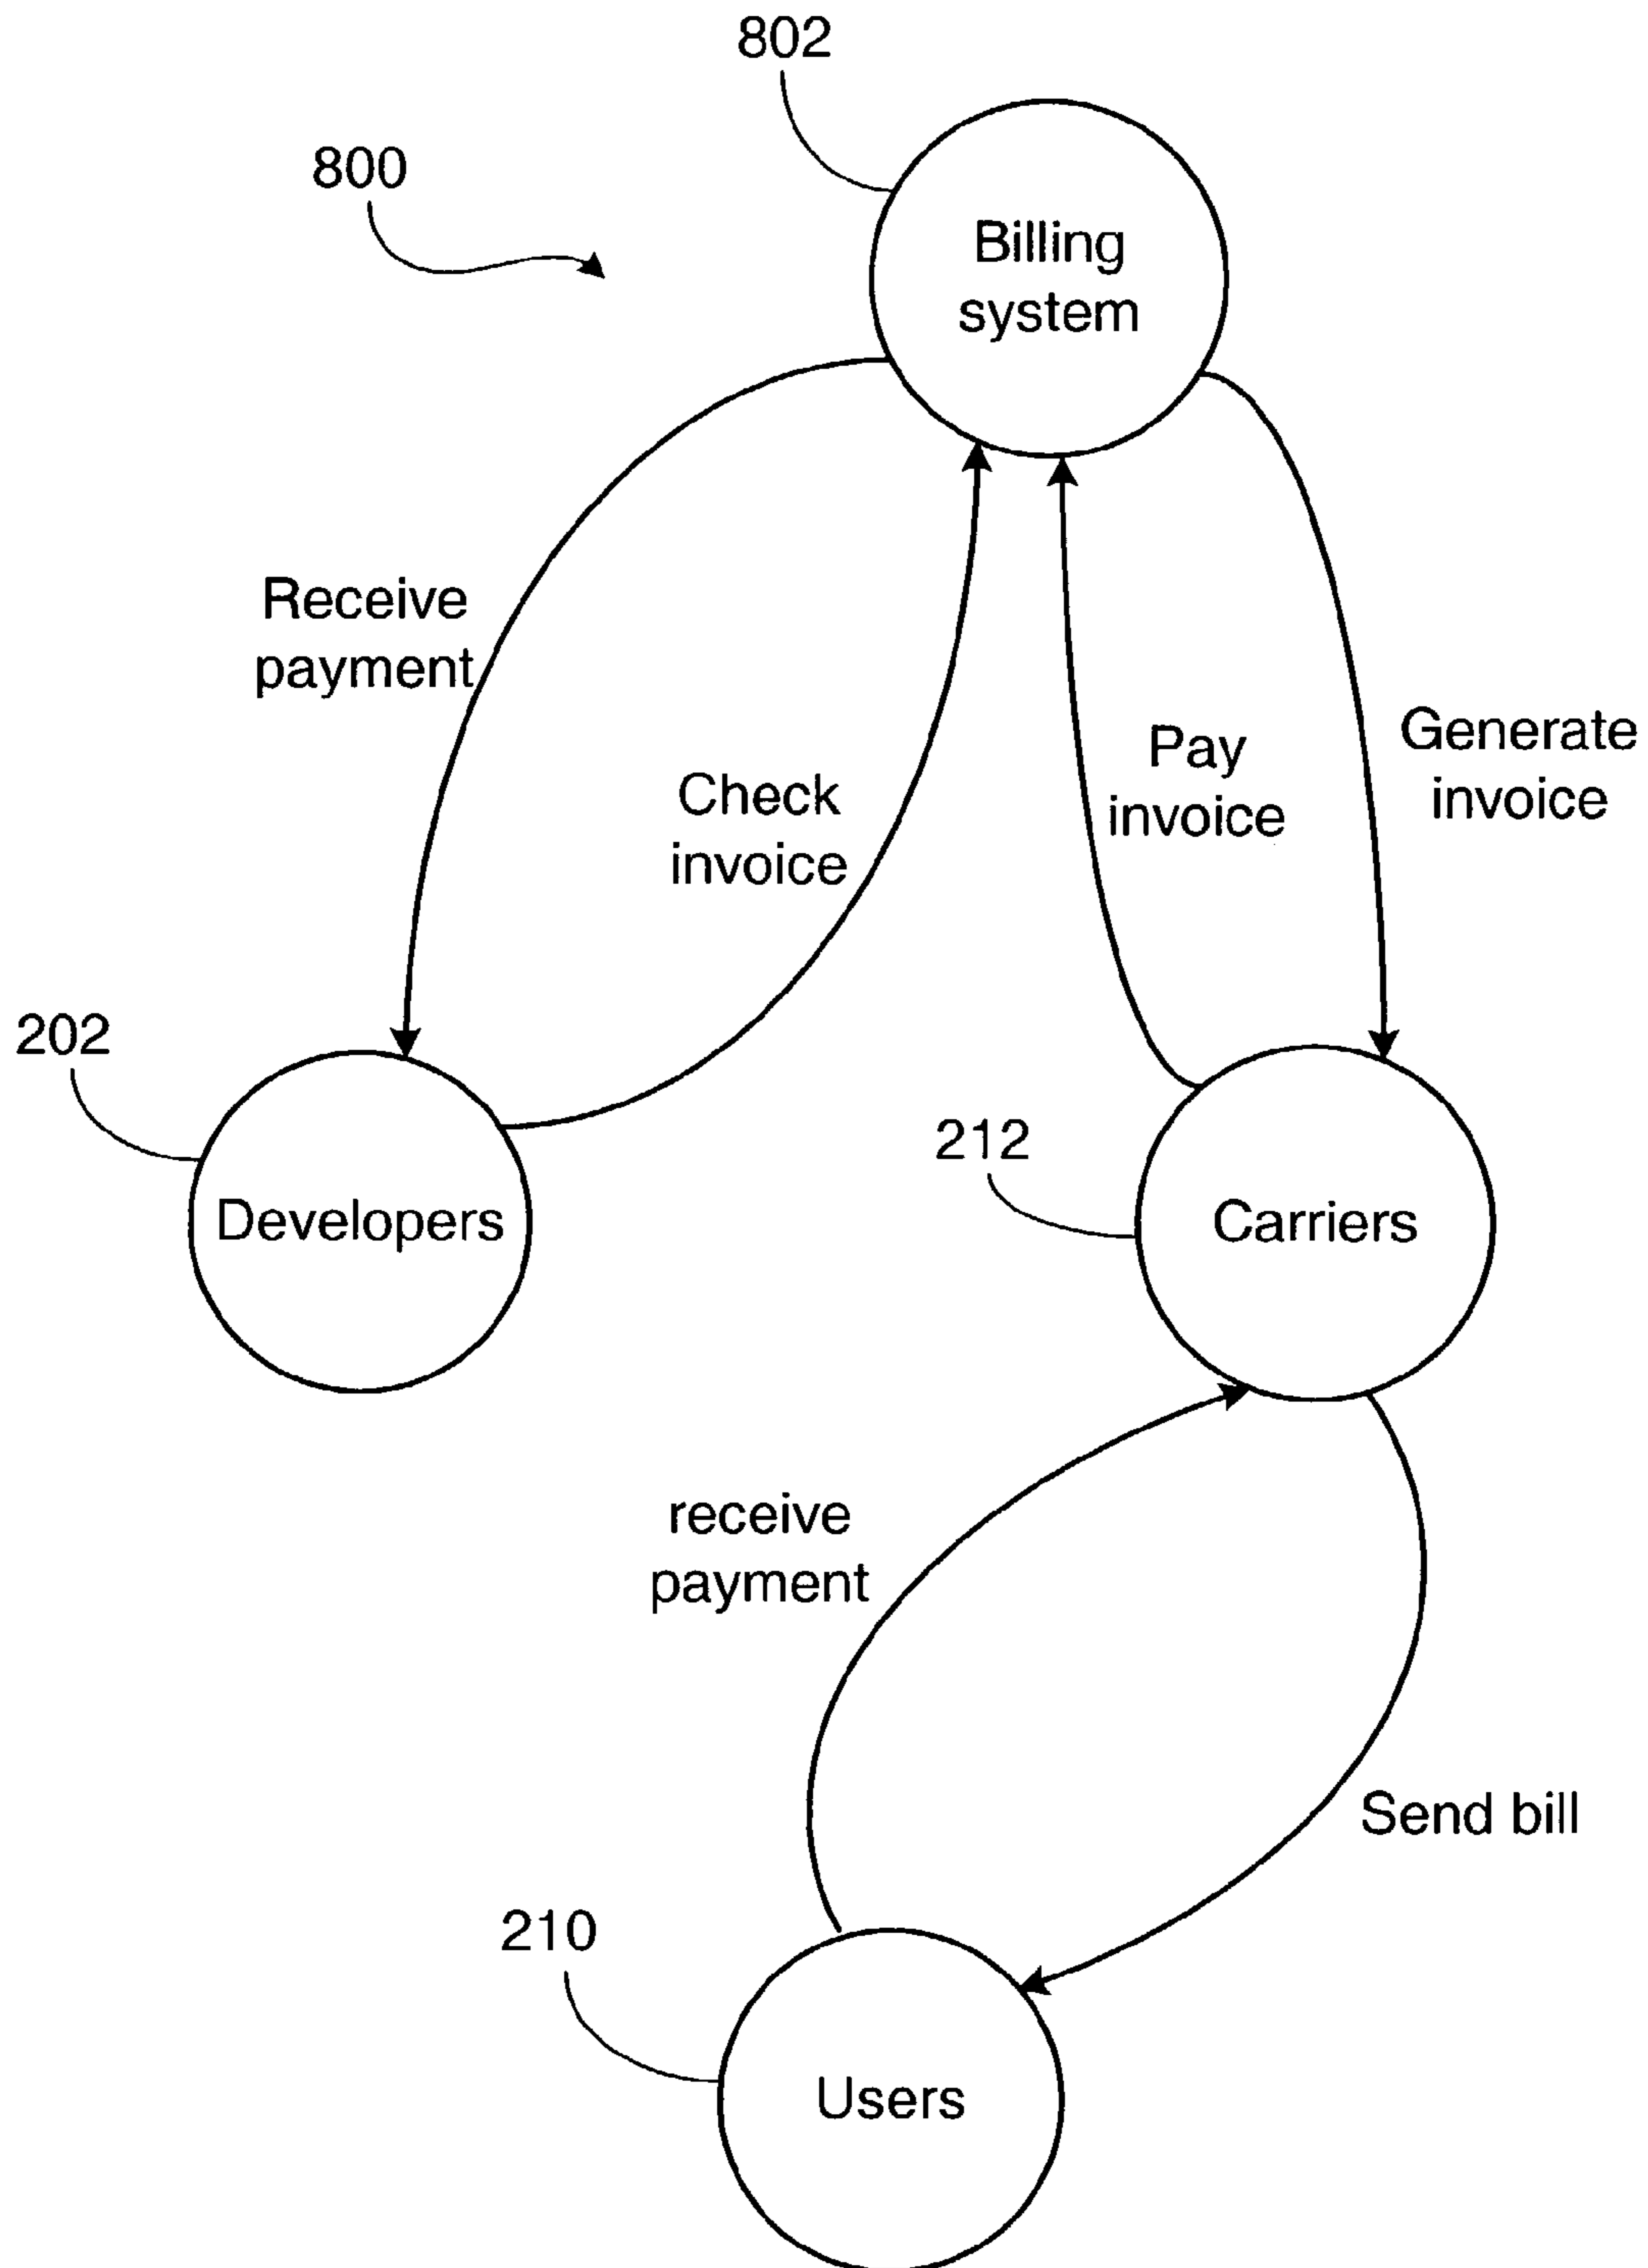 802
800
Billing
system
Receive
payment
Check
invoice
Pay
invoice
Generate
invoice
202
212
Developers
Carriers
receive
payment
Send bill
210
Users